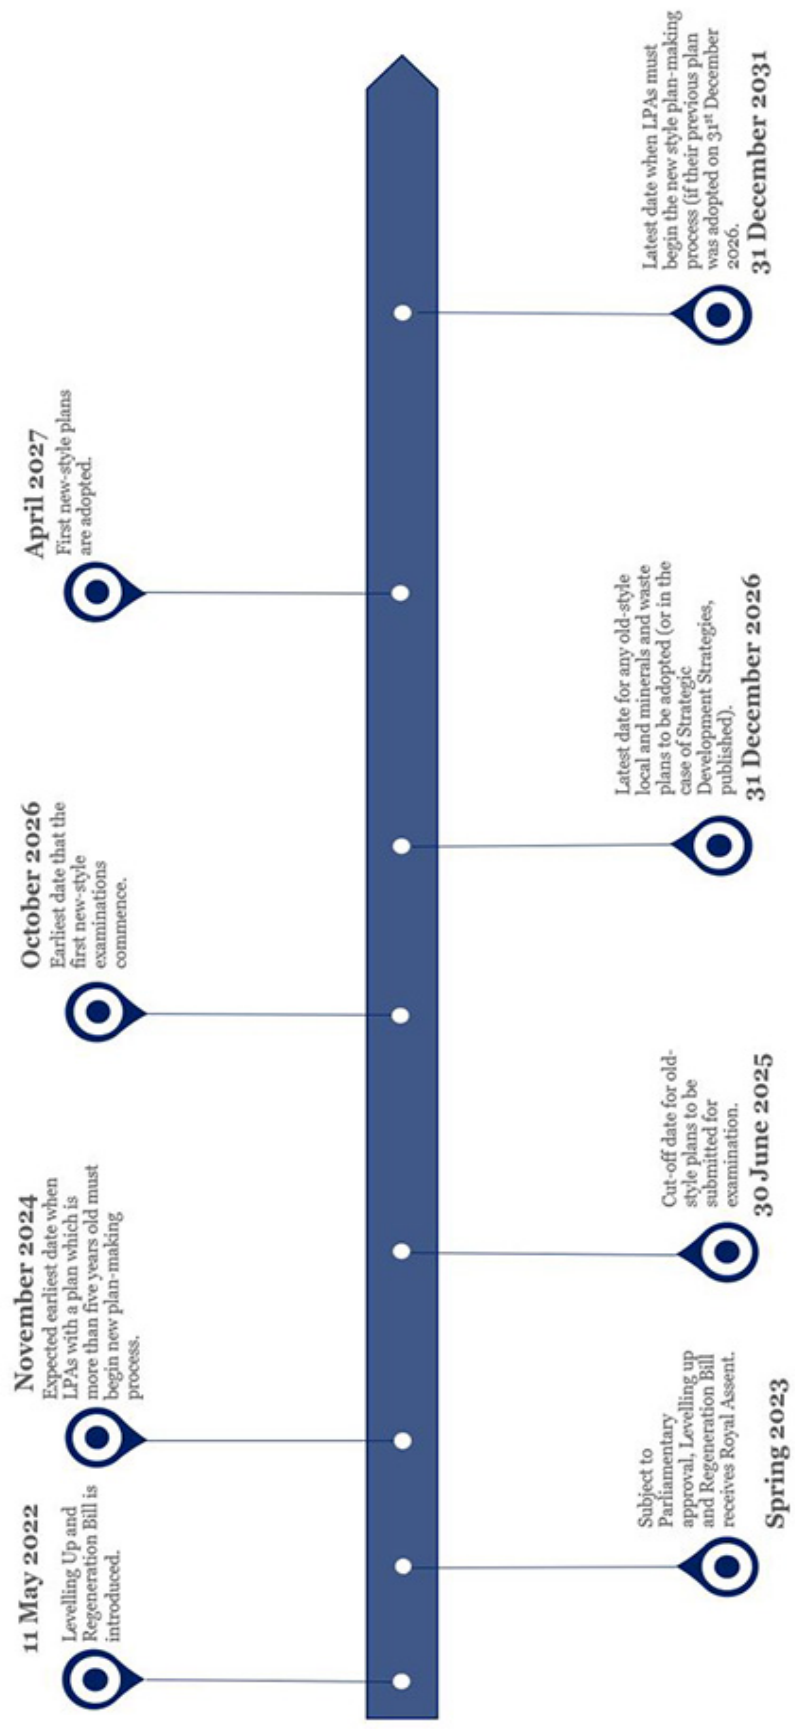 11 May 2022
Levelling Up and
Regeneration Bill is
introduced.
November 2024
Expected earliest date when
LPAs with a plan which is
more than five years old must
begin new plan-making
process.
October 2026
Earliest date that the
first new-style
examinations
commence.
April 2027
First new-style plans
are adopted.
Subject to
Parliamentary
approval, Levelling up
and Regeneration Bill
receives Royal Assent.
Spring 2023
Cut-off date for old-
style plans to be
submitted for
examination.
30 June 2025
Latest date for any old-style
local and minerals and waste
plans to be adopted (or in the
case of Strategic
Development Strategies,
published).
31 December 2026
Latest date when LPAs must
begin the new style plan-making
process (if their previous plan
was adopted on 31st December
2026.
31 December 2031